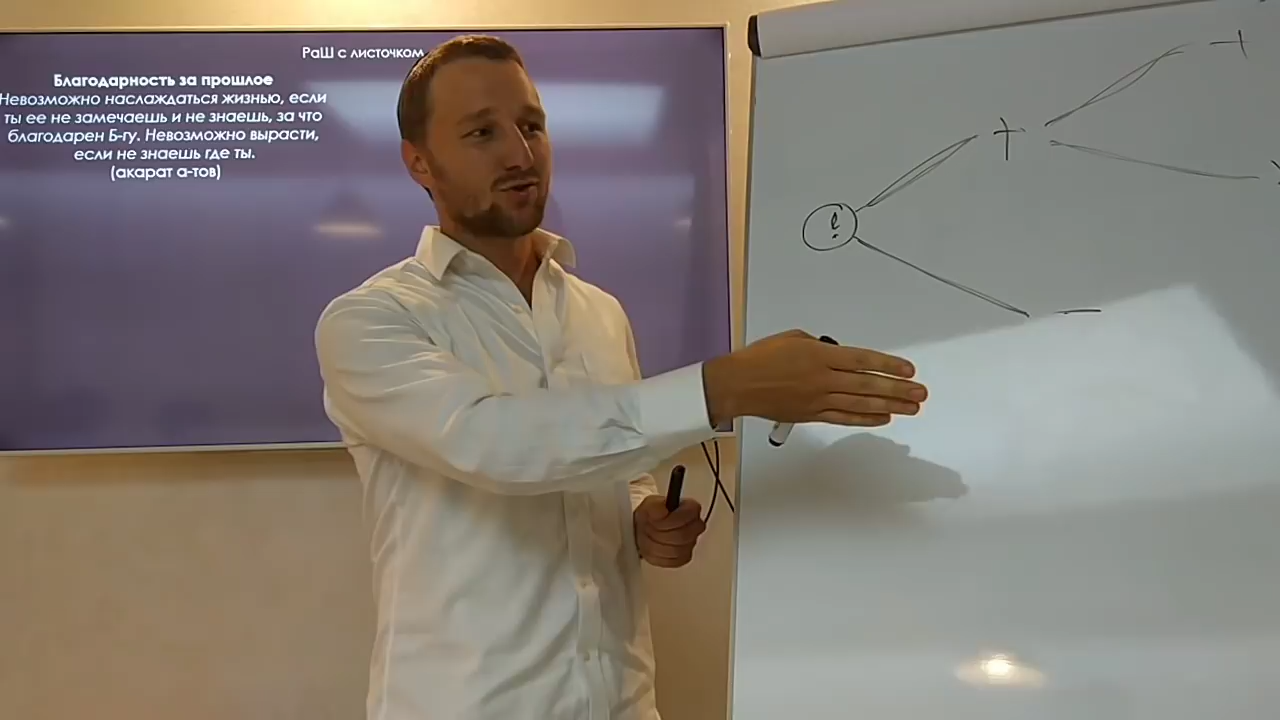 РаШ с листочком
Благодарность за прошлое
Невозможно наслаждаться жизнью, если
ты ее не замечаешь и не знаешь, за что
благодарен Б-гу. Невозможно вырасти,
если не знаешь где ты.
(акарат а-тов)
+
+
-